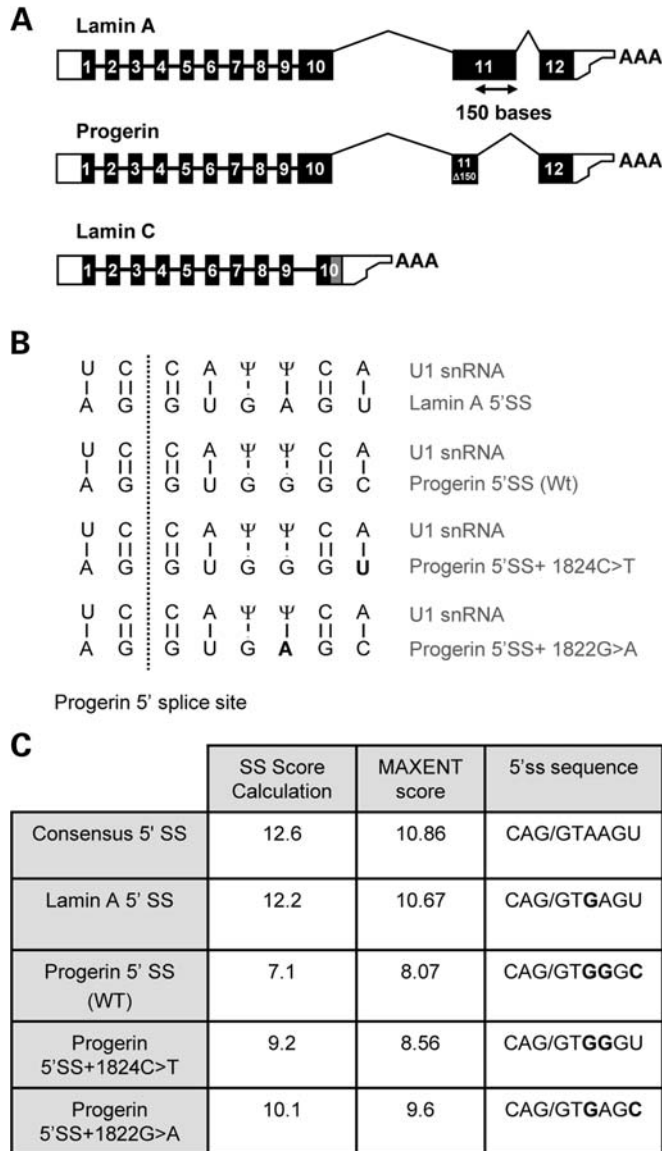 A
Lamin A
1 2 3 4 5 6 7 8 9 10 11 12 AAA
150 bases
Progerin
1 2 3 4 5 6 7 8 9 10 11 Δ150 12 AAA
Lamin C
1 2 3 4 5 6 7 8 9 10 AAA
B
U C C A Ψ Ψ C A U1 snRNA
A G G U G A G U Lamin A 5'SS
U C C A Ψ Ψ C A U1 snRNA
A G G U G G G C Progerin 5'SS (Wt)
U C C A Ψ Ψ C A U1 snRNA
A G G U G G G U Progerin 5'SS+ 1824C>T
U C C A Ψ Ψ C A U1 snRNA
A G G U G A G C Progerin 5'SS+ 1822G>A
Progerin 5' splice site
C
SS Score Calculation MAXENT score 5'ss sequence
Consensus 5' SS 12.6 10.86 CAG/GTAAGU
Lamin A 5' SS 12.2 10.67 CAG/GTGAGU
Progerin 5' SS (WT) 7.1 8.07 CAG/GTGGGC
Progerin 5'SS+1824C>T 9.2 8.56 CAG/GTGGGU
Progerin 5'SS+1822G>A 10.1 9.6 CAG/GTGAGC